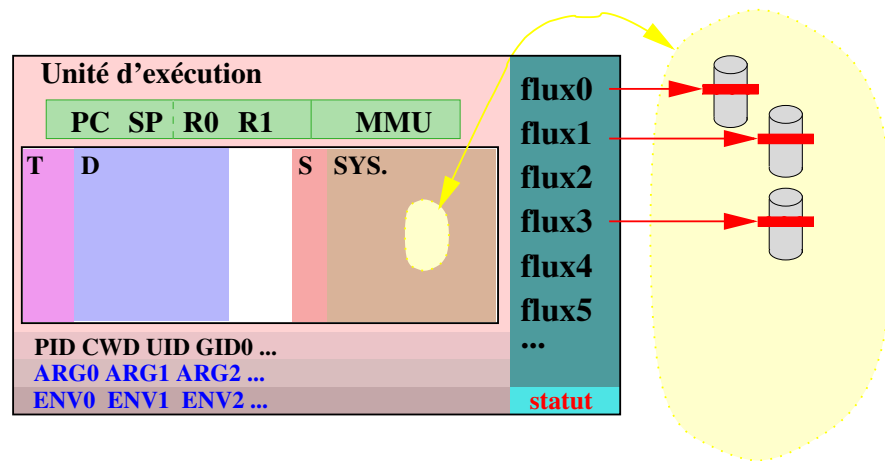 Unité d'exécution
PC SP R0 R1 MMU
T D S SYS.
PID CWD UID GID0 ...
ARG0 ARG1 ARG2 ...
ENV0 ENV1 ENV2 ...
flux0
flux1
flux2
flux3
flux4
flux5
...
statut